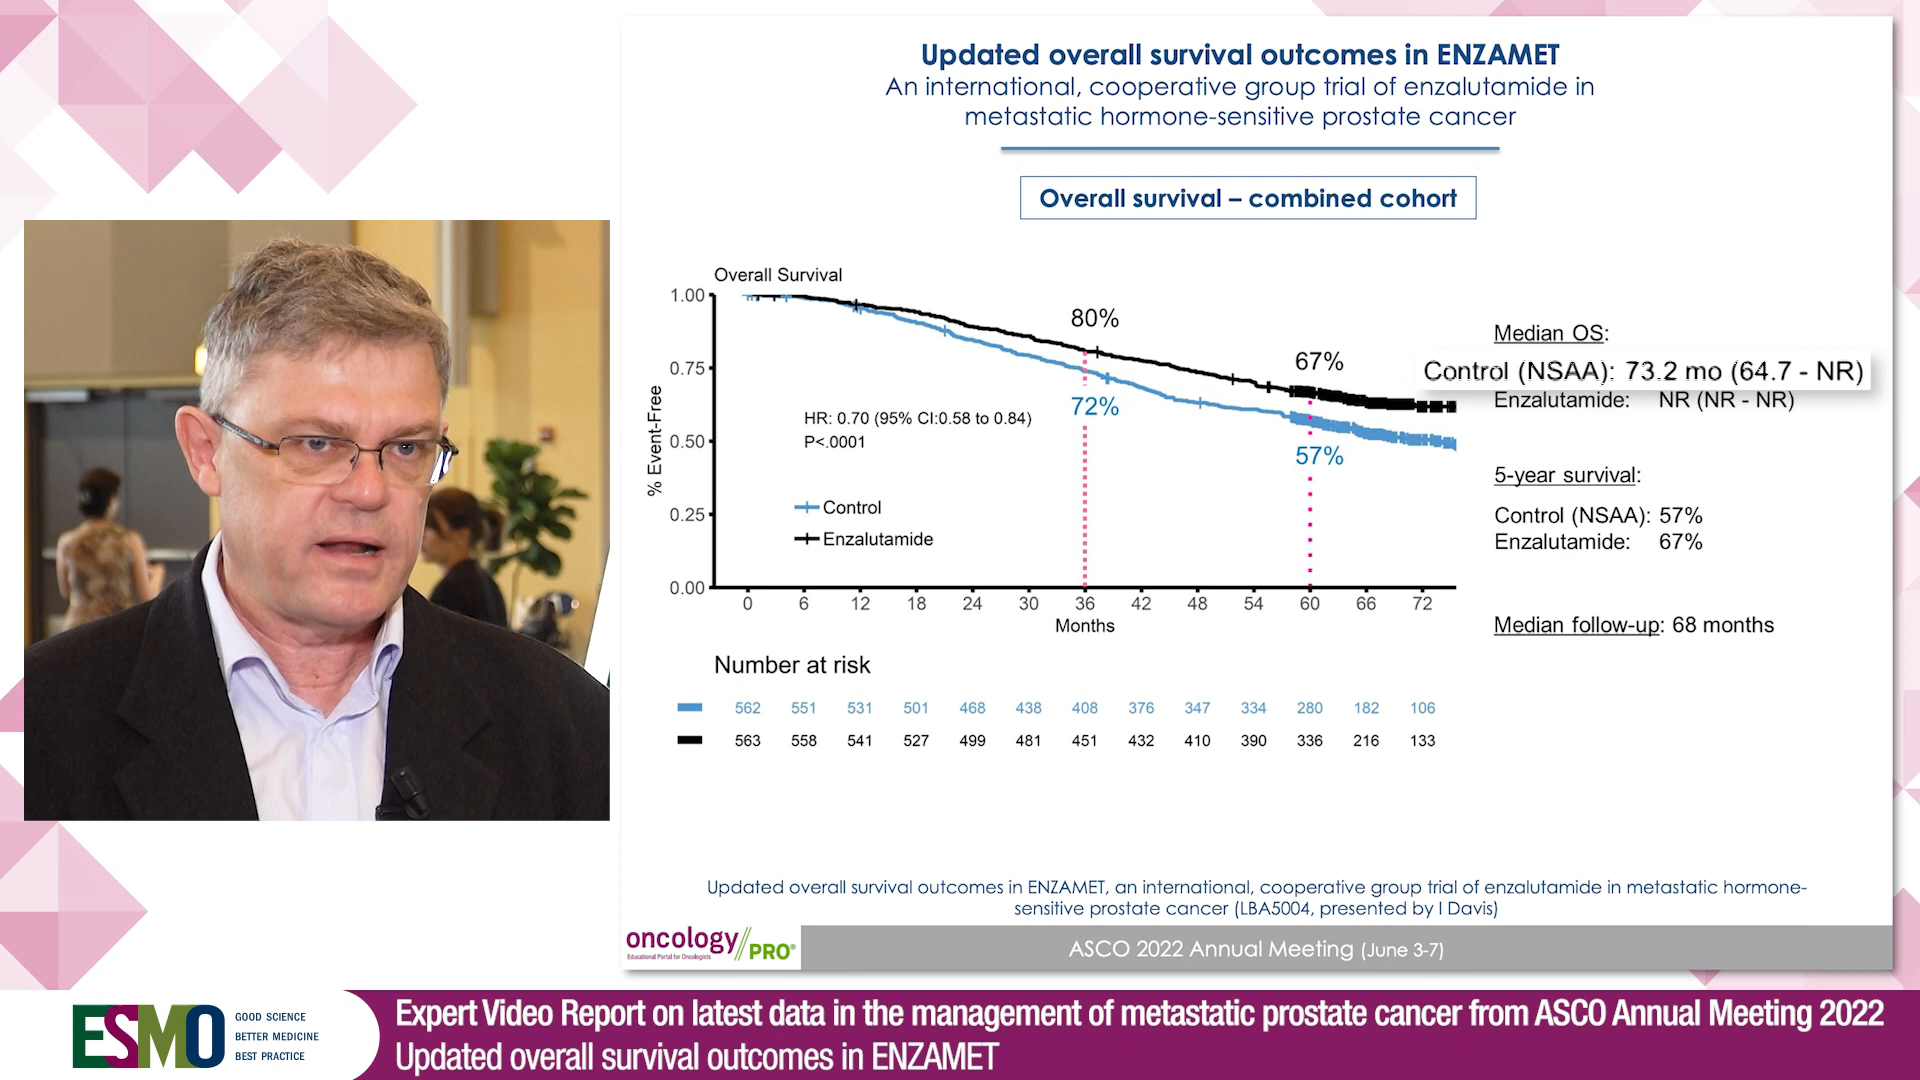 Updated overall survival outcomes in ENZAMET
An international, cooperative group trial of enzalutamide in
metastatic hormone-sensitive prostate cancer
Overall survival – combined cohort
Overall Survival
% Event-Free
1.00
0.75
0.50
0.25
0.00
80%
72%
67%
57%
HR: 0.70 (95% CI:0.58 to 0.84)
P<.0001
Control
Enzalutamide
0 6 12 18 24 30 36 42 48 54 60 66 72
Months
Median OS:
Control (NSAA): 73.2 mo (64.7 - NR)
Enzalutamide: NR (NR - NR)
5-year survival:
Control (NSAA): 57%
Enzalutamide: 67%
Median follow-up: 68 months
Number at risk
562 551 531 501 468 438 408 376 347 334 280 182 106
563 558 541 527 499 481 451 432 410 390 336 216 133
Updated overall survival outcomes in ENZAMET, an international, cooperative group trial of enzalutamide in metastatic hormone-
sensitive prostate cancer (LBA5004, presented by I Davis)
oncology//PRO®
Educational Portal for Oncologists
ASCO 2022 Annual Meeting (June 3-7)
ESMO
GOOD SCIENCE
BETTER MEDICINE
BEST PRACTICE
Expert Video Report on latest data in the management of metastatic prostate cancer from ASCO Annual Meeting 2022
Updated overall survival outcomes in ENZAMET